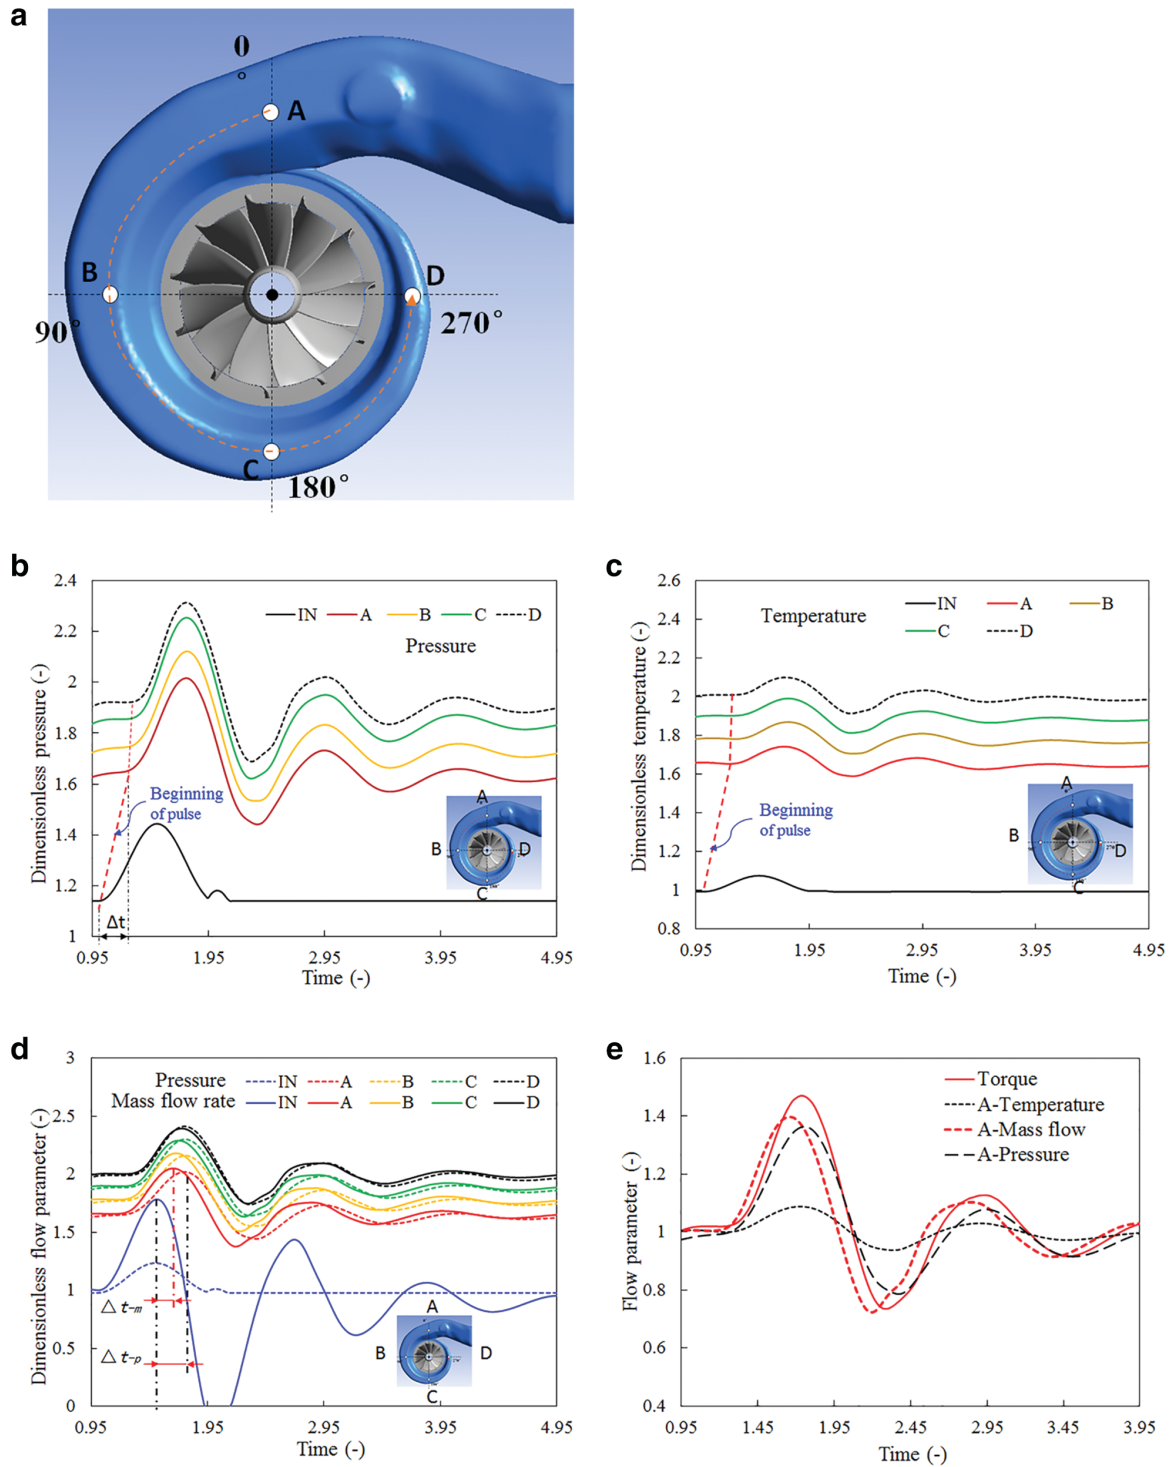 a
0
°
A
B
D
90°
270°
C
180°
b
2.4
2.2
2
1.8
1.6
1.4
1.2
1
Dimensionless pressure (-)
IN A B C D
Pressure
Beginning
of pulse
Δt
A
B
D
C
0.95 1.95 2.95 3.95 4.95
Time (-)
c
2.6
2.4
2.2
2
1.8
1.6
1.4
1.2
1
0.8
Dimensionless temperature (-)
Temperature
IN A B
C D
Beginning
of pulse
A
B
D
C
0.95 1.95 2.95 3.95 4.95
Time (-)
d
3
2.5
2
1.5
1
0.5
0
Dimensionless flow parameter (-)
Pressure IN A B C D
Mass flow rate IN A B C D
△ t-m
△ t-p
A
B
D
C
0.95 1.95 2.95 3.95 4.95
Time (-)
e
1.6
1.4
1.2
1
0.8
0.6
0.4
Flow parameter (-)
Torque
A-Temperature
A-Mass flow
A-Pressure
0.95 1.45 1.95 2.45 2.95 3.45 3.95
Time (-)